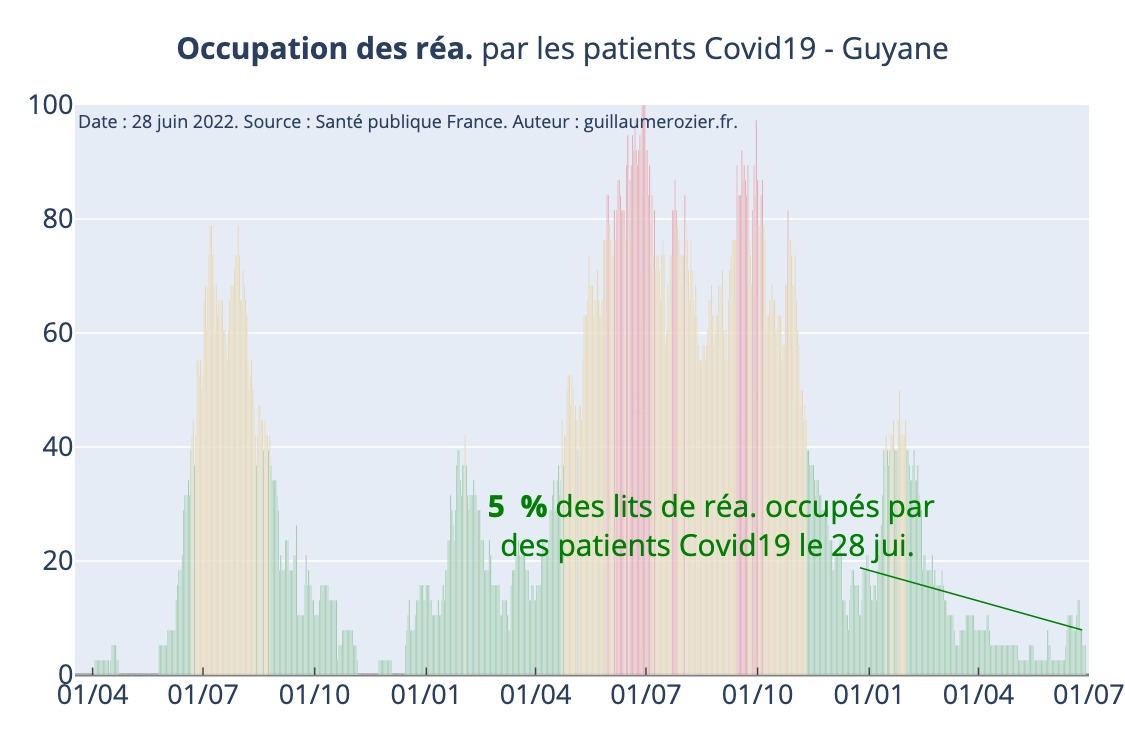 Occupation des réa. par les patients Covid19 - Guyane
100
Date : 28 juin 2022. Source : Santé publique France. Auteur : guillaumerozier.fr.
80
60
40
5 % des lits de réa. occupés par
des patients Covid19 le 28 jui.
20
0
01/04 01/07 01/10 01/01 01/04 01/07 01/10 01/01 01/04 01/07